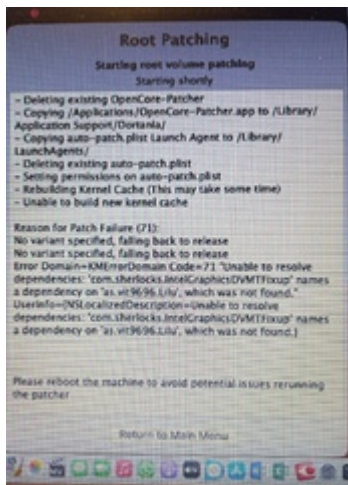 Root Patching
Starting root volume patching
Starting shortly
- Deleting existing OpenCore-Patcher
- Copying /Applications/OpenCore-Patcher.app to /Library/
Application Support/Dortania/
- Copying auto-patch.plist Launch Agent to /Library/
LaunchAgents/
- Deleting existing auto-patch.plist
- Setting permissions on auto-patch.plist
- Rebuilding Kernel Cache (This may take some time)
- Unable to build new kernel cache
Reason for Patch Failure (71):
No variant specified, falling back to release
No variant specified, falling back to release
Error Domain=KMErrorDomain Code=71 "Unable to resolve
dependencies: 'com.sherlocks.IntelGraphicsDVMTFixup' names
a dependency on 'as.vit9696.Lilu', which was not found."
UserInfo={NSLocalizedDescription=Unable to resolve
dependencies: 'com.sherlocks.IntelGraphicsDVMTFixup' names
a dependency on 'as.vit9696.Lilu', which was not found.}
Please reboot the machine to avoid potential issues rerunning
the patcher
Return to Main Menu